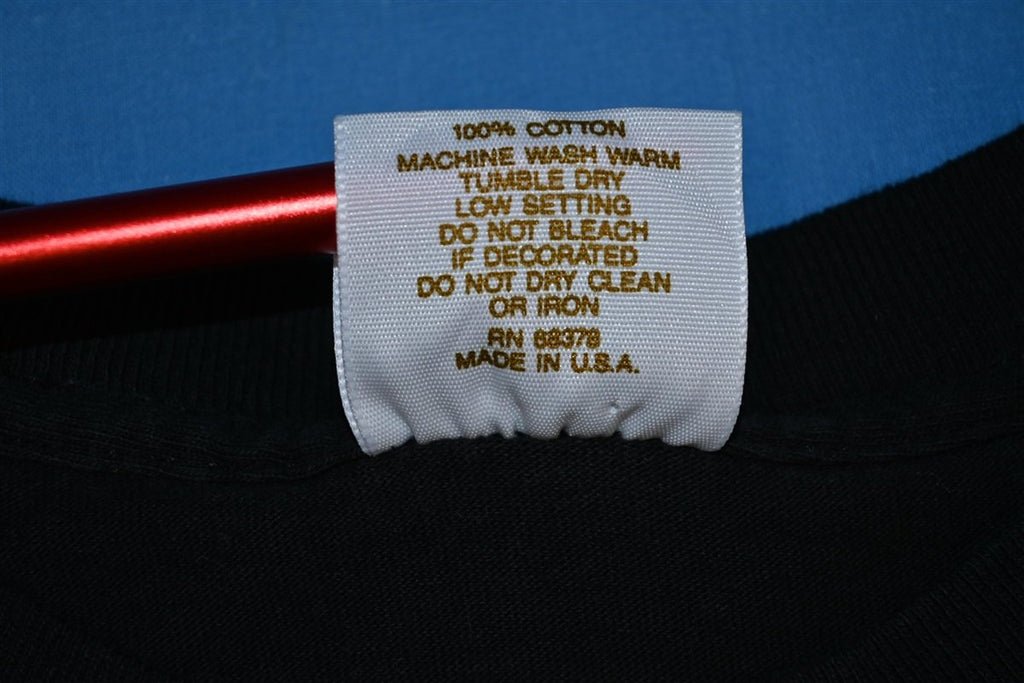 100% COTTON
MACHINE WASH WARM
TUMBLE DRY
LOW SETTING
DO NOT BLEACH
IF DECORATED
DO NOT DRY CLEAN
OR IRON
RN
MADE IN U.S.A.